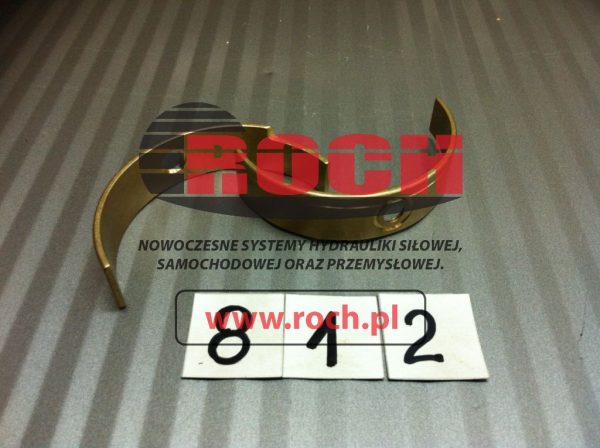 ROCH
NOWOCZESNE SYSTEMY HYDRAULIKI SIŁOWEJ,
SAMOCHODOWEJ ORAZ PRZEMYSŁOWEJ.
www.roch.pl
8 1 2